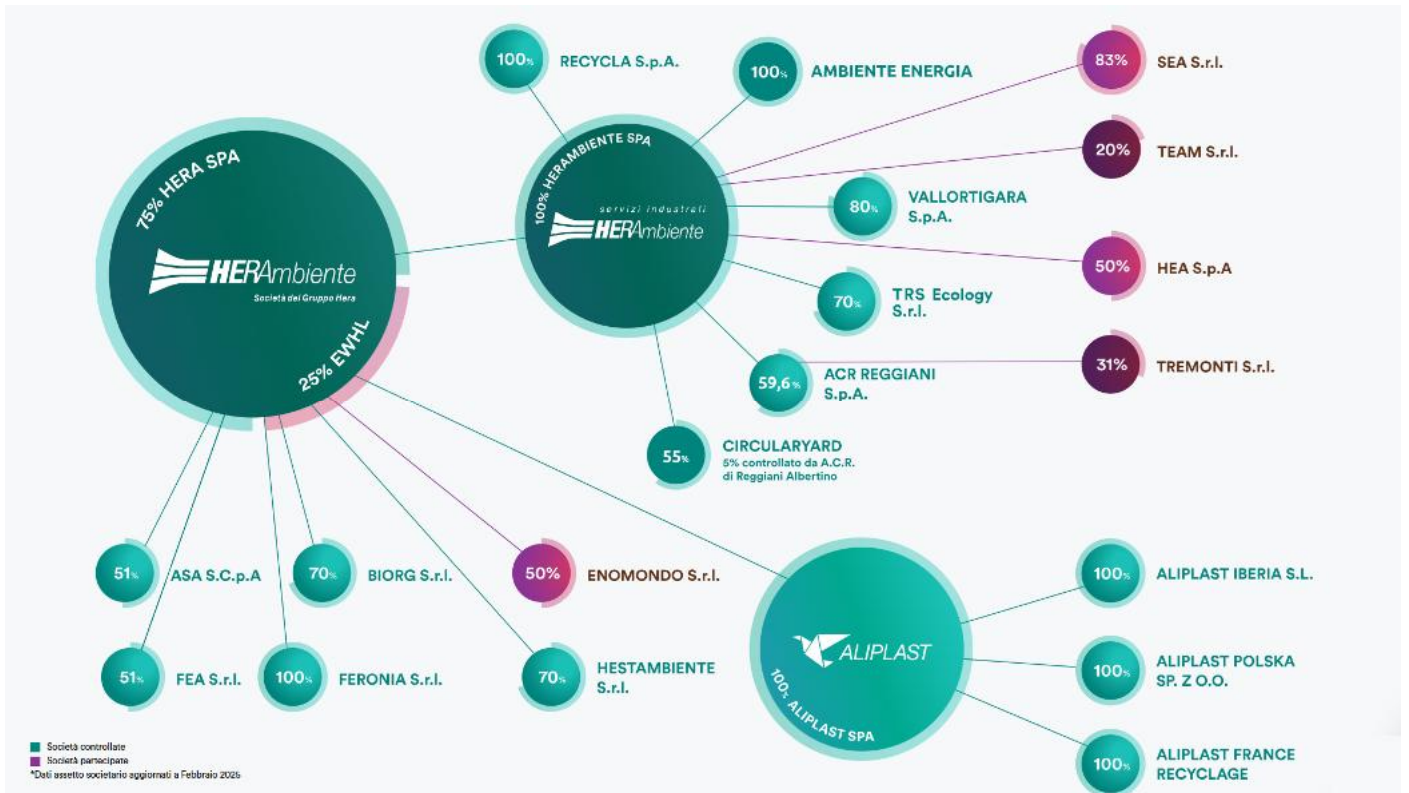 100%
RECYCLA S.p.A.
100%
AMBIENTE ENERGIA
83%
SEA S.r.l.
75% HERA SPA
HERAmbiente
Società del Gruppo Hera
25% EWHL
100% HERAMBIENTE SPA
servizi industrali
HERAmbiente
20%
TEAM S.r.l.
80%
VALLORTIGARA
S.p.A.
50%
HEA S.p.A
70%
TRS Ecology
S.r.l.
59,6%
ACR REGGIANI
S.p.A.
31%
TREMONTI S.r.l.
55%
CIRCULARYARD
5% controllato da A.C.R.
di Reggiani Albertino
51%
ASA S.C.p.A
70%
BIORG S.r.l.
50%
ENOMONDO S.r.l.
51%
FEA S.r.l.
100%
FERONIA S.r.l.
70%
HESTAMBIENTE
S.r.l.
ALIPLAST
100% ALIPLAST SPA
100%
ALIPLAST IBERIA S.L.
100%
ALIPLAST POLSKA
SP. Z O.O.
100%
ALIPLAST FRANCE
RECYCLAGE
Società controllate
Società partecipate
*Dati assetto societario aggiornati a Febbraio 2025